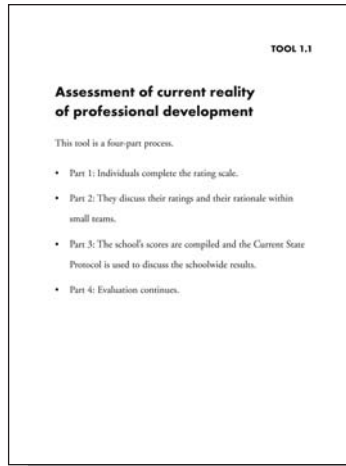 TOOL 1.1
Assessment of current reality
of professional development
This tool is a four-part process.
• Part 1: Individuals complete the rating scale.
• Part 2: They discuss their ratings and their rationale within
small teams.
• Part 3: The school's scores are compiled and the Current State
Protocol is used to discuss the schoolwide results.
• Part 4: Evaluation continues.